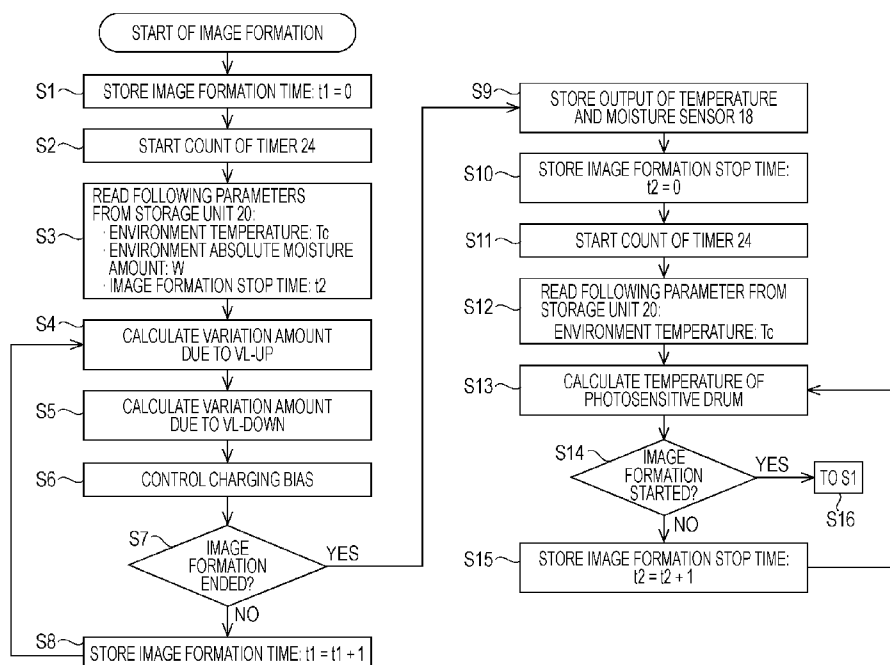 START OF IMAGE FORMATION
S1
STORE IMAGE FORMATION TIME: t1 = 0
S2
START COUNT OF TIMER 24
S3
READ FOLLOWING PARAMETERS
FROM STORAGE UNIT 20:
· ENVIRONMENT TEMPERATURE: Tc
· ENVIRONMENT ABSOLUTE MOISTURE
AMOUNT: W
· IMAGE FORMATION STOP TIME: t2
S4
CALCULATE VARIATION AMOUNT
DUE TO VL-UP
S5
CALCULATE VARIATION AMOUNT
DUE TO VL-DOWN
S6
CONTROL CHARGING BIAS
S7
IMAGE
FORMATION
ENDED?
YES
NO
S8
STORE IMAGE FORMATION TIME: t1 = t1 + 1
S9
STORE OUTPUT OF TEMPERATURE
AND MOISTURE SENSOR 18
S10
STORE IMAGE FORMATION STOP TIME:
t2 = 0
S11
START COUNT OF TIMER 24
S12
READ FOLLOWING PARAMETER FROM
STORAGE UNIT 20:
ENVIRONMENT TEMPERATURE: Tc
S13
CALCULATE TEMPERATURE OF
PHOTOSENSITIVE DRUM
S14
IMAGE
FORMATION
STARTED?
YES
TO S1
S16
NO
S15
STORE IMAGE FORMATION STOP TIME:
t2 = t2 + 1